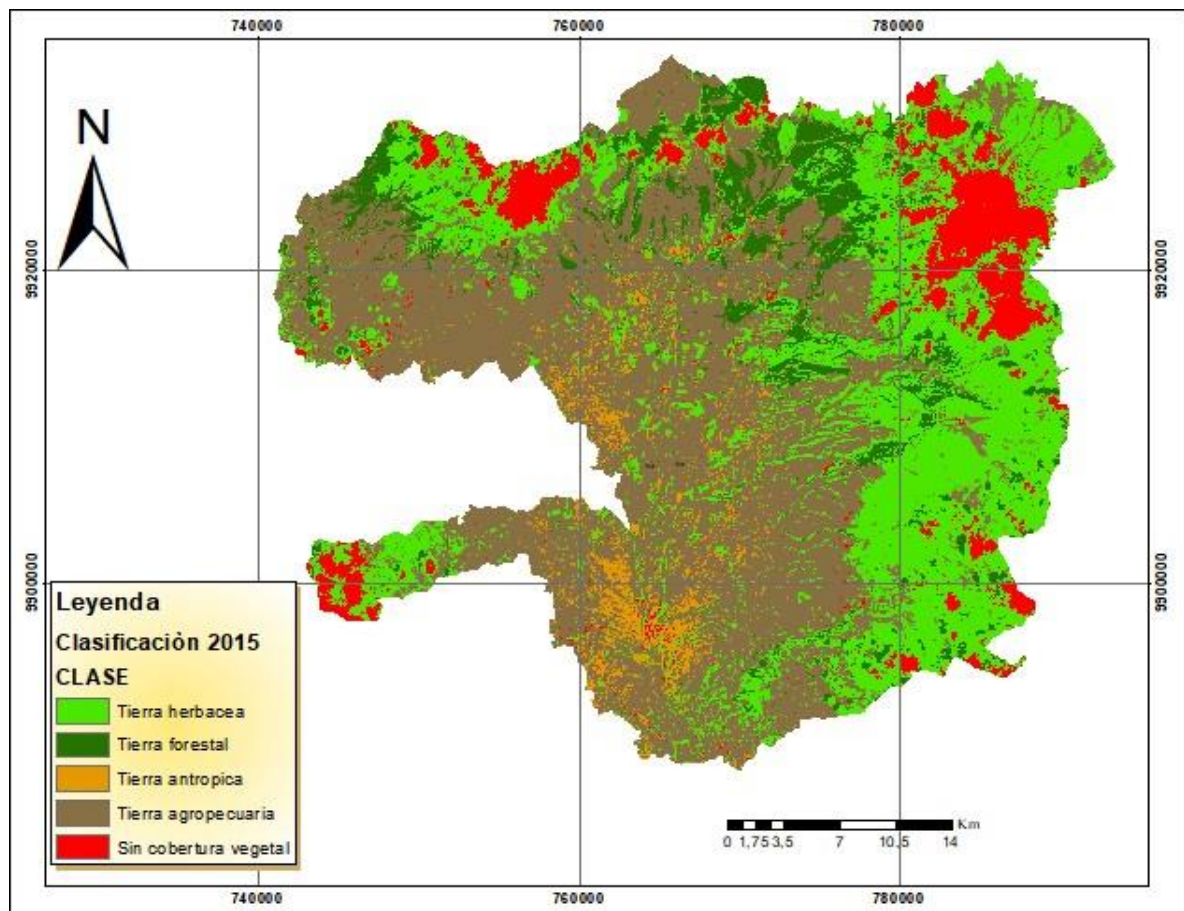 740000 760000 780000
N
9920000 9920000
9900000 9900000
Leyenda
Clasificación 2015
CLASE
Tierra herbacea
Tierra forestal
Tierra antropica
Tierra agropecuaria
Sin cobertura vegetal
Km
0 1,75 3,5 7 10,5 14
740000 760000 780000